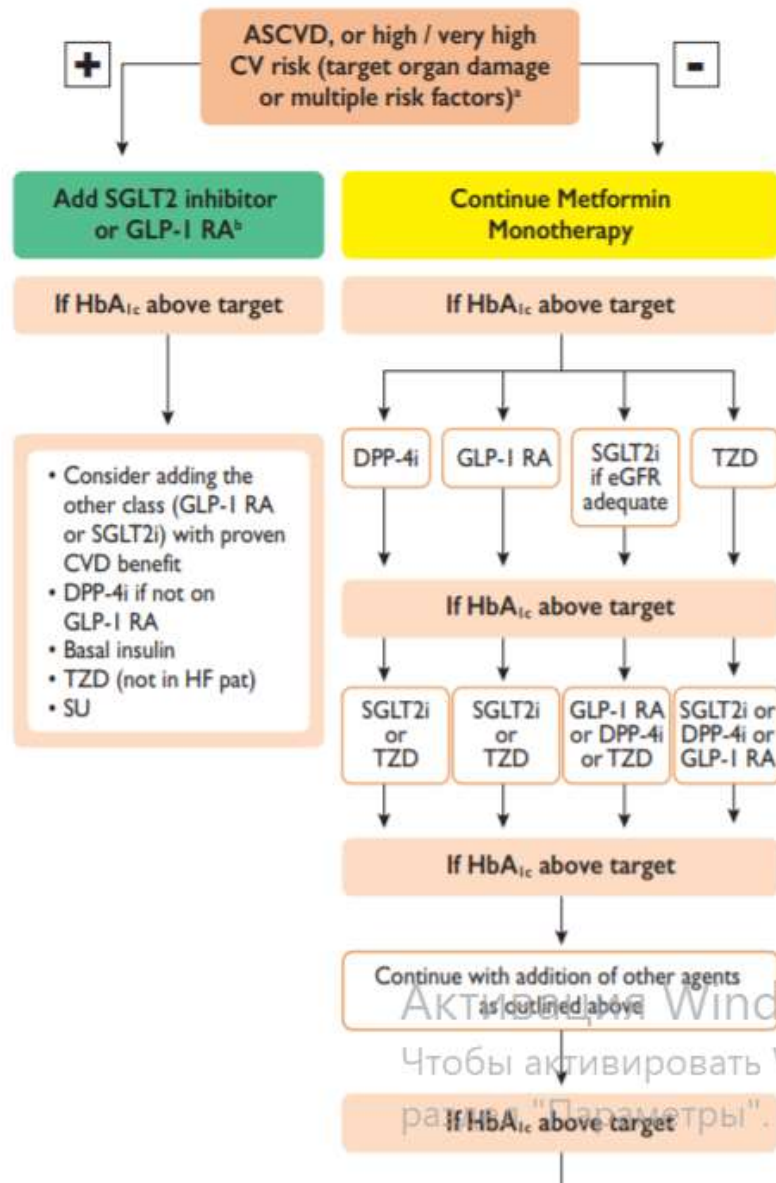 +
ASCVD, or high / very high
CV risk (target organ damage
or multiple risk factors)ᵃ
-
Add SGLT2 inhibitor
or GLP-1 RAᵇ
If HbA₁c above target
• Consider adding the
other class (GLP-1 RA
or SGLT2i) with proven
CVD benefit
• DPP-4i if not on
GLP-1 RA
• Basal insulin
• TZD (not in HF pat)
• SU
Continue Metformin
Monotherapy
If HbA₁c above target
DPP-4i
GLP-1 RA
SGLT2i
if eGFR
adequate
TZD
If HbA₁c above target
SGLT2i
or
TZD
SGLT2i
or
TZD
GLP-1 RA
or DPP-4i
or TZD
SGLT2i or
DPP-4i or
GLP-1 RA
If HbA₁c above target
Continue with addition of other agents
as outlined above
If HbA₁c above target
Активация Wind
Чтобы активировать
раздел "Параметры".